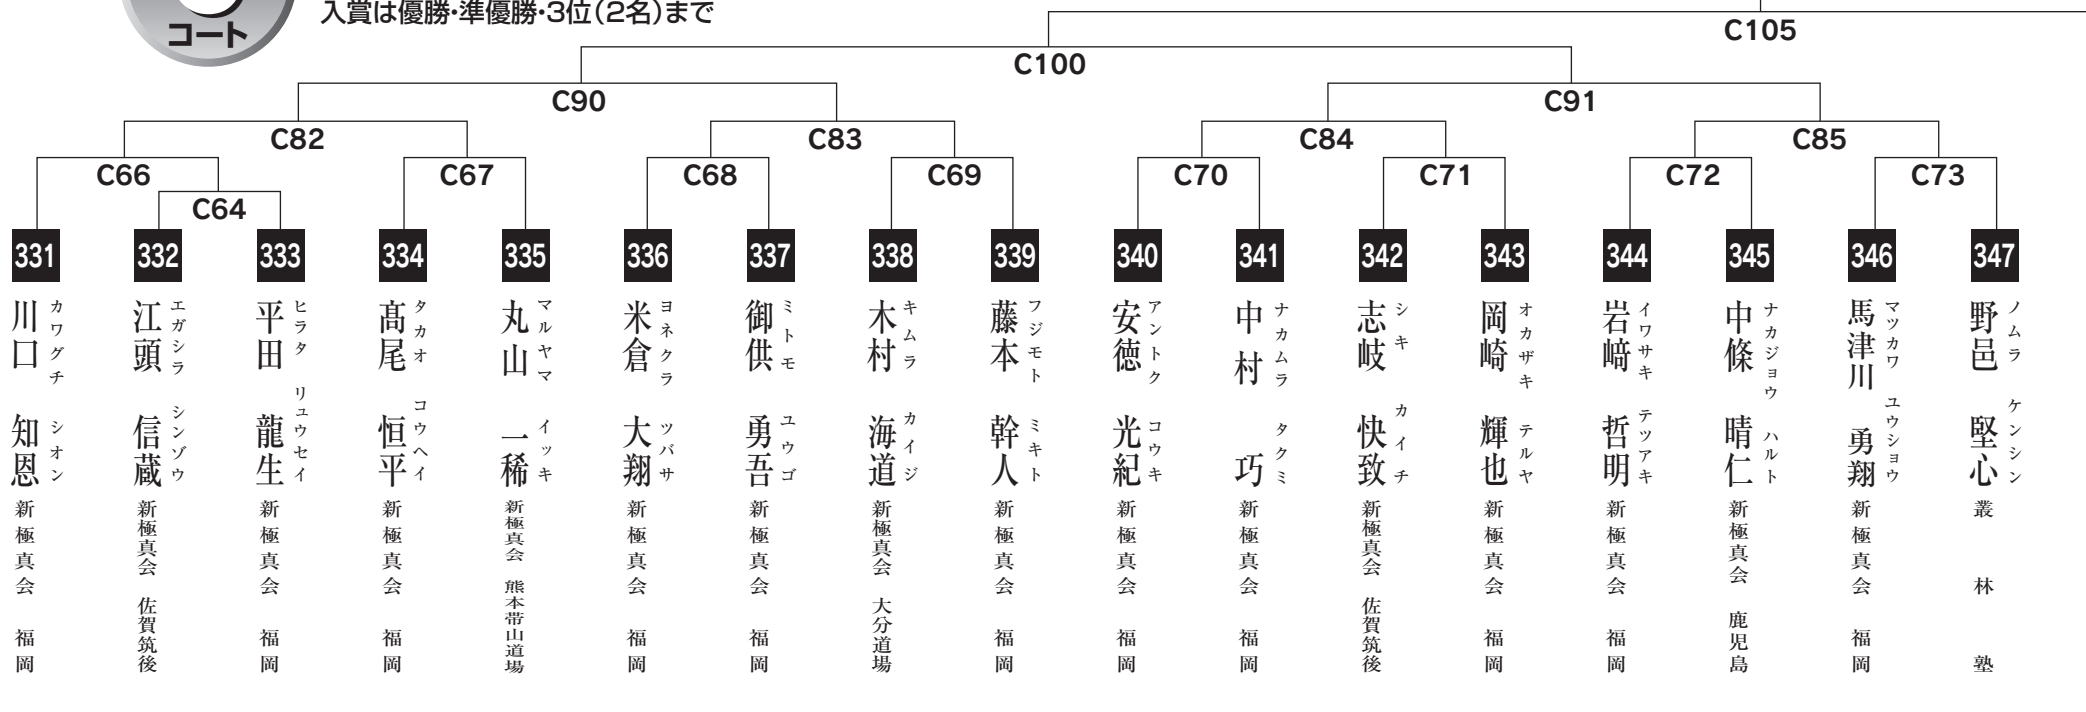 コート
入賞は優勝・準優勝・3位（2名）まで
C105
C100
C90
C91
C82
C83
C84
C85
C66
C67
C68
C69
C70
C71
C72
C73
C64
331
川口 知恩
カワグチ シオン
新極真会 福岡
332
江頭 信蔵
エガシラ シンゾウ
新極真会 佐賀筑後
333
平田 龍生
ヒラタ リュウセイ
新極真会 福岡
334
髙尾 恒平
タカオ コウヘイ
新極真会 福岡
335
丸山 一稀
マルヤマ イッキ
新極真会 熊本帯山道場
336
米倉 大翔
ヨネクラ ツバサ
新極真会 福岡
337
御供 勇吾
ミトモ ユウゴ
新極真会 福岡
338
木村 海道
キムラ カイジ
新極真会 大分道場
339
藤本 幹人
フジモト ミキト
新極真会 福岡
340
安徳 光紀
アントク コウキ
新極真会 福岡
341
中村 巧
ナカムラ タクミ
新極真会 福岡
342
志岐 快致
シキ カイチ
新極真会 佐賀筑後
343
岡崎 輝也
オカザキ テルヤ
新極真会 福岡
344
岩﨑 哲明
イワサキ テツアキ
新極真会 福岡
345
中條 晴仁
ナカジョウ ハルト
新極真会 鹿児島
346
馬津川 勇翔
マツカワ ユウショウ
新極真会 福岡
347
野邑 堅心
ノムラ ケンシン
叢林塾